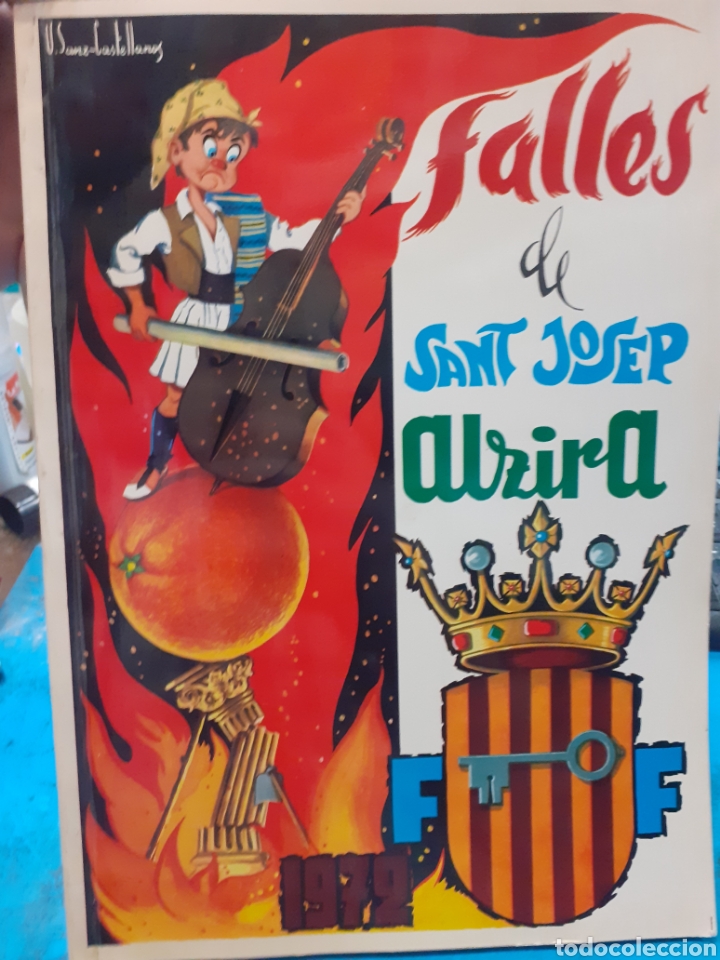 V. Sanz-Castellanos
falles
de
SANT JOSEP
alzira
F F
1972
todocoleccion